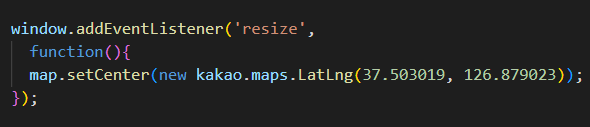 window.addEventListener('resize',
  function(){
  map.setCenter(new kakao.maps.LatLng(37.503019, 126.879023));
});